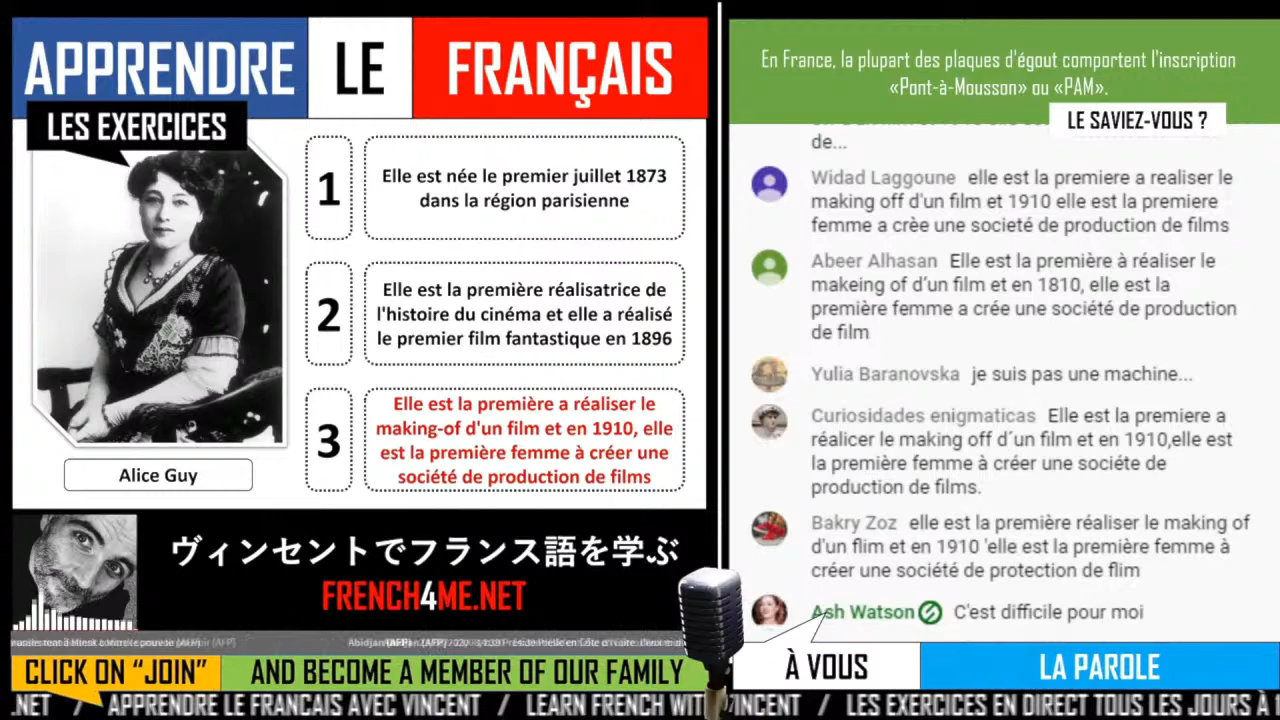 APPRENDRE LE FRANÇAIS
LES EXERCICES
1
Elle est née le premier juillet 1873
dans la région parisienne
2
Elle est la première réalisatrice de
l'histoire du cinéma et elle a réalisé
le premier film fantastique en 1896
3
Elle est la première a réaliser le
making-of d'un film et en 1910, elle
est la première femme à créer une
société de production de films
Alice Guy
ヴィンセントでフランス語を学ぶ
FRENCH4ME.NET
CLICK ON “JOIN”
AND BECOME A MEMBER OF OUR FAMILY
En France, la plupart des plaques d'égout comportent l'inscription
«Pont-à-Mousson» ou «PAM».
LE SAVIEZ-VOUS ?
de...
Widad Laggoune elle est la premiere a realiser le
making off d'un film et 1910 elle est la premiere
femme a crèe une societé de production de films
Abeer Alhasan Elle est la première à réaliser le
makeing of d'un film et en 1810, elle est la
première femme a crée une société de production
de film
Yulia Baranovska je suis pas une machine...
Curiosidades enigmaticas Elle est la premiere a
réalicer le making off d´un film et en 1910,elle est
la première femme à créer une sociéte de
production de films.
Bakry Zoz elle est la première réaliser le making of
d'un flim et en 1910 'elle est la première femme à
créer une société de protection de flim
Ash Watson C'est difficile pour moi
À VOUS
LA PAROLE
.NET / APPRENDRE LE FRANÇAIS AVEC VINCENT / LEARN FRENCH WIT INCENT / LES EXERCICES EN DIRECT TOUS LES JOURS À